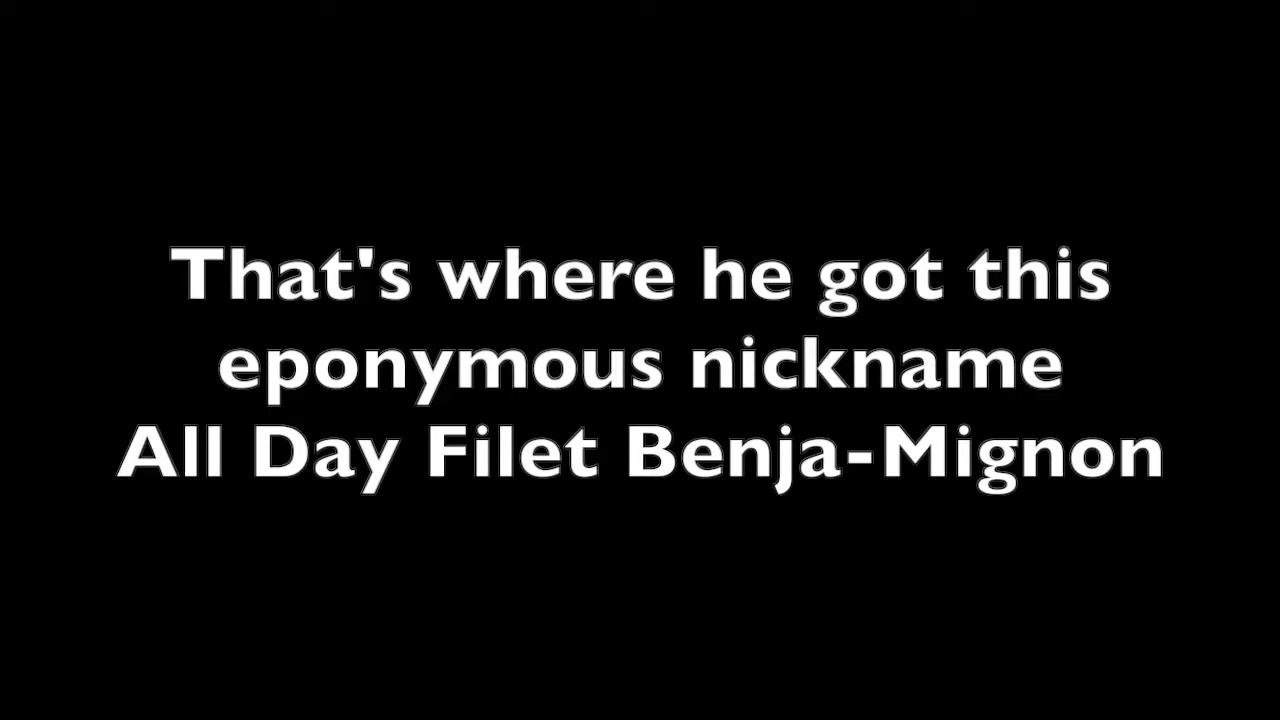 That's where he got this
eponymous nickname
All Day Filet Benja-Mignon